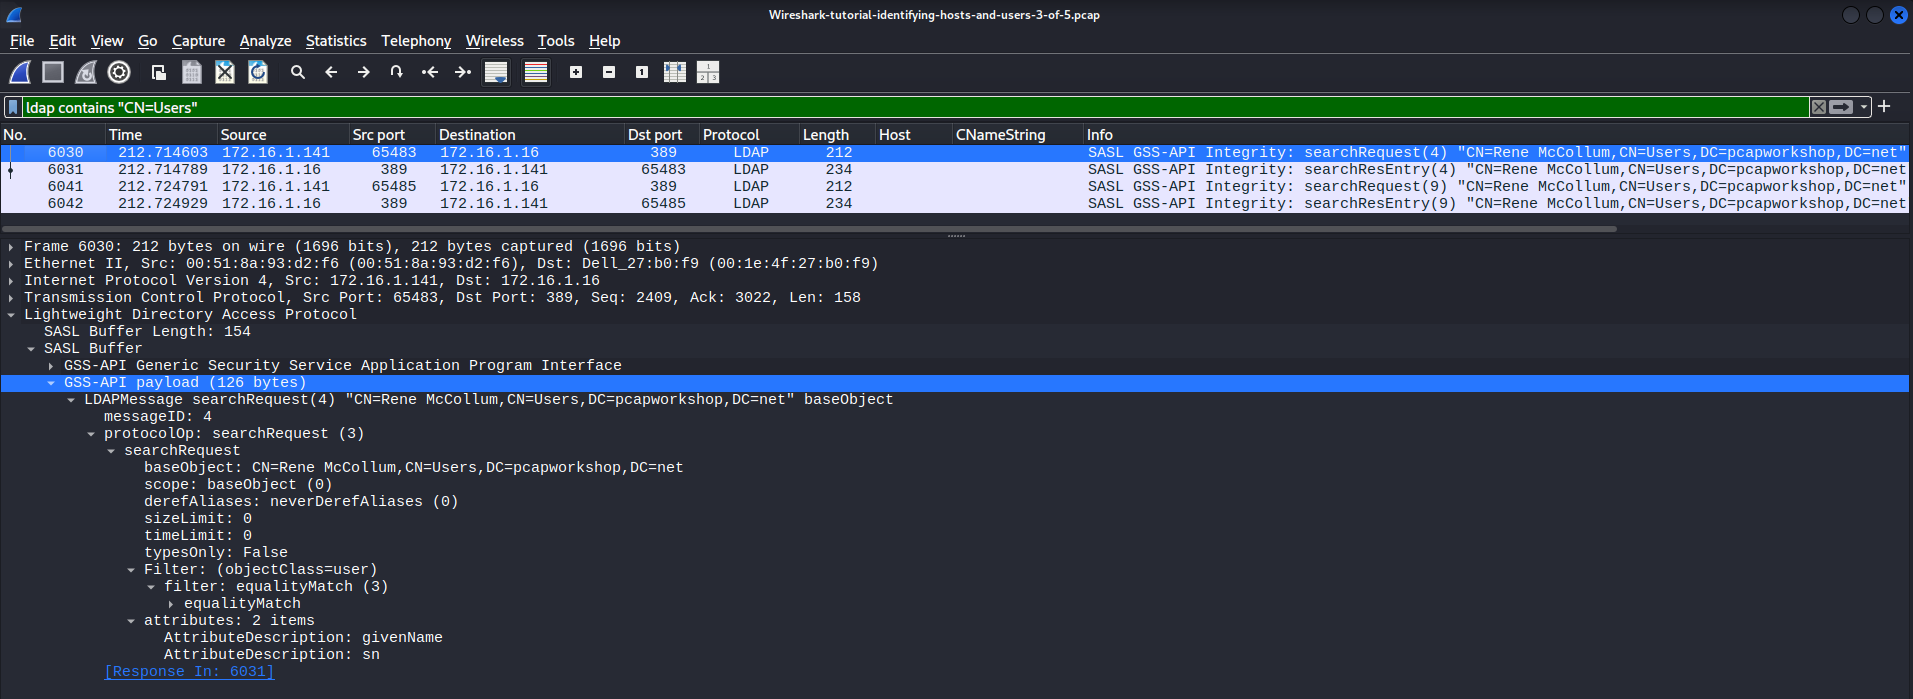 Wireshark-tutorial-identifying-hosts-and-users-3-of-5.pcap
File Edit View Go Capture Analyze Statistics Telephony Wireless Tools Help
ldap contains "CN=Users"
No. Time Source Src port Destination Dst port Protocol Length Host CNameString Info
6030 212.714603 172.16.1.141 65483 172.16.1.16 389 LDAP 212 SASL GSS-API Integrity: searchRequest(4) "CN=Rene McCollum,CN=Users,DC=pcapworkshop,DC=net"
6031 212.714789 172.16.1.16 389 172.16.1.141 65483 LDAP 234 SASL GSS-API Integrity: searchResEntry(4) "CN=Rene McCollum,CN=Users,DC=pcapworkshop,DC=net
6041 212.724791 172.16.1.141 65485 172.16.1.16 389 LDAP 212 SASL GSS-API Integrity: searchRequest(9) "CN=Rene McCollum,CN=Users,DC=pcapworkshop,DC=net"
6042 212.724929 172.16.1.16 389 172.16.1.141 65485 LDAP 234 SASL GSS-API Integrity: searchResEntry(9) "CN=Rene McCollum,CN=Users,DC=pcapworkshop,DC=net
Frame 6030: 212 bytes on wire (1696 bits), 212 bytes captured (1696 bits)
Ethernet II, Src: 00:51:8a:93:d2:f6 (00:51:8a:93:d2:f6), Dst: Dell_27:b0:f9 (00:1e:4f:27:b0:f9)
Internet Protocol Version 4, Src: 172.16.1.141, Dst: 172.16.1.16
Transmission Control Protocol, Src Port: 65483, Dst Port: 389, Seq: 2409, Ack: 3022, Len: 158
Lightweight Directory Access Protocol
SASL Buffer Length: 154
SASL Buffer
GSS-API Generic Security Service Application Program Interface
GSS-API payload (126 bytes)
LDAPMessage searchRequest(4) "CN=Rene McCollum,CN=Users,DC=pcapworkshop,DC=net" baseObject
messageID: 4
protocolOp: searchRequest (3)
searchRequest
baseObject: CN=Rene McCollum,CN=Users,DC=pcapworkshop,DC=net
scope: baseObject (0)
derefAliases: neverDerefAliases (0)
sizeLimit: 0
timeLimit: 0
typesOnly: False
Filter: (objectClass=user)
filter: equalityMatch (3)
equalityMatch
attributes: 2 items
AttributeDescription: givenName
AttributeDescription: sn
[Response In: 6031]